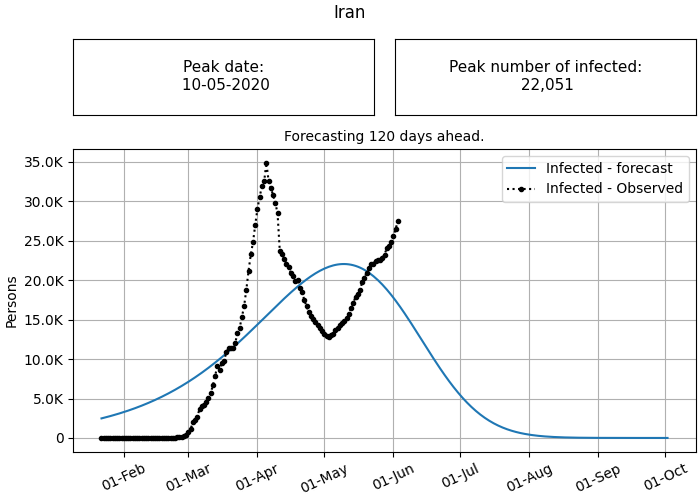 Iran
Peak date:
10-05-2020
Peak number of infected:
22,051
Forecasting 120 days ahead.
Infected - forecast
Infected - Observed
Persons
35.0K
30.0K
25.0K
20.0K
15.0K
10.0K
5.0K
0
01-Feb
01-Mar
01-Apr
01-May
01-Jun
01-Jul
01-Aug
01-Sep
01-Oct